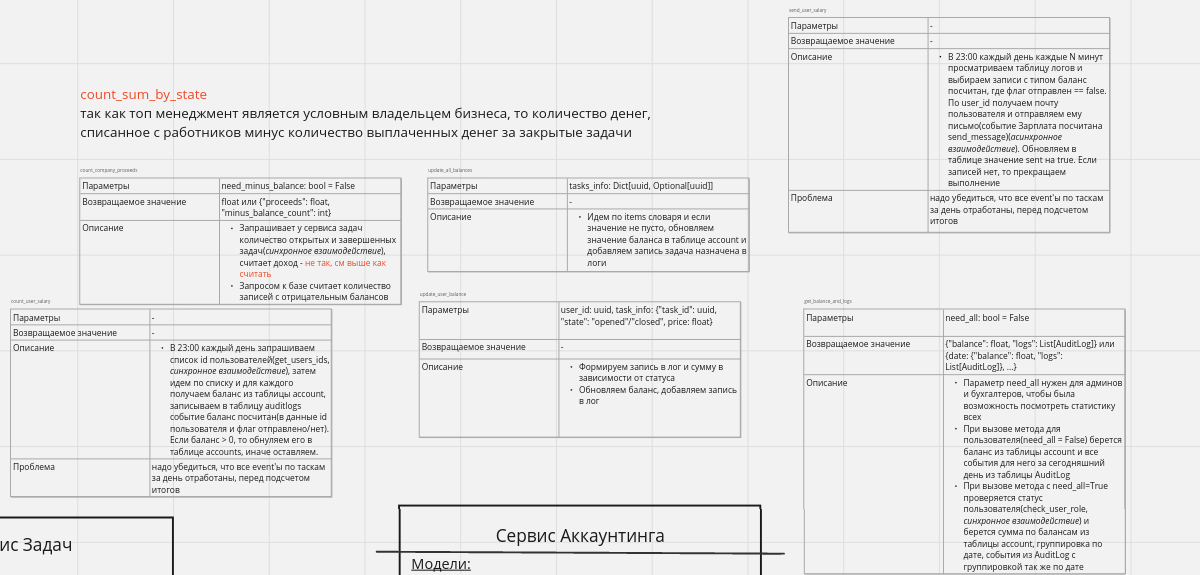 send_user_salary
Параметры -
Возвращаемое значение -
Описание
• В 23:00 каждый день каждые N минут
просматриваем таблицу логов и
выбираем записи с типом баланс
посчитан, где флаг отправлен == false.
По user_id получаем почту
пользователя и отправляем ему
письмо(событие Зарплата посчитана
send_message)(асинхронное
взаимодействие). Обновляем в
таблице значение sent на true. Если
записей нет, то прекращаем
выполнение
Проблема
надо убедиться, что все event'ы по таскам
за день отработаны, перед подсчетом
итогов
count_sum_by_state
так как топ менеджмент является условным владельцем бизнеса, то количество денег,
списанное с работников минус количество выплаченных денег за закрытые задачи
count_company_proceeds
Параметры need_minus_balance: bool = False
Возвращаемое значение float или {"proceeds": float,
"minus_balance_count": int}
Описание
• Запрашивает у сервиса задач
количество открытых и завершенных
задач(синхронное взаимодействие),
считает доход - не так, см выше как
считать
• Запросом к базе считает количество
записей с отрицательным балансов
update_all_balances
Параметры tasks_info: Dict[uuid, Optional[uuid]]
Возвращаемое значение -
Описание
• Идем по items словаря и если
значение не пусто, обновляем
значение баланса в таблице account и
добавляем запись задача назначена в
логи
count_user_salary
Параметры -
Возвращаемое значение -
Описание
• В 23:00 каждый день запрашиваем
список id пользователей(get_users_ids,
синхронное взаимодействие), затем
идем по списку и для каждого
получаем баланс из таблицы account,
записываем в таблицу auditlogs
событие баланс посчитан(в данные id
пользователя и флаг отправлено/нет).
Если баланс > 0, то обнуляем его в
таблице accounts, иначе оставляем.
Проблема
надо убедиться, что все event'ы по таскам
за день отработаны, перед подсчетом
итогов
update_user_balance
Параметры user_id: uuid, task_info: {"task_id": uuid,
"state": "opened"/"closed", price: float}
Возвращаемое значение -
Описание
• Формируем запись в лог и сумму в
зависимости от статуса
• Обновляем баланс, добавляем запись
в лог
get_balance_and_logs
Параметры need_all: bool = False
Возвращаемое значение {"balance": float, "logs": List[AuditLog]} или
{date: {"balance": float, "logs":
List[AuditLog]}, ...}
Описание
• Параметр need_all нужен для админов
и бухгалтеров, чтобы была
возможность посмотреть статистику
всех
• При вызове метода для
пользователя(need_all = False) берется
баланс из таблицы account и все
события для него за сегодняшний
день из таблицы AuditLog
• При вызове метода с need_all=True
проверяется статус
пользователя(check_user_role,
синхронное взаимодействие) и
берется сумма по балансам из
таблицы account, группировка по
дате, события из AuditLog с
группировкой так же по дате
ис Задач
Сервис Аккаунтинга
Модели: